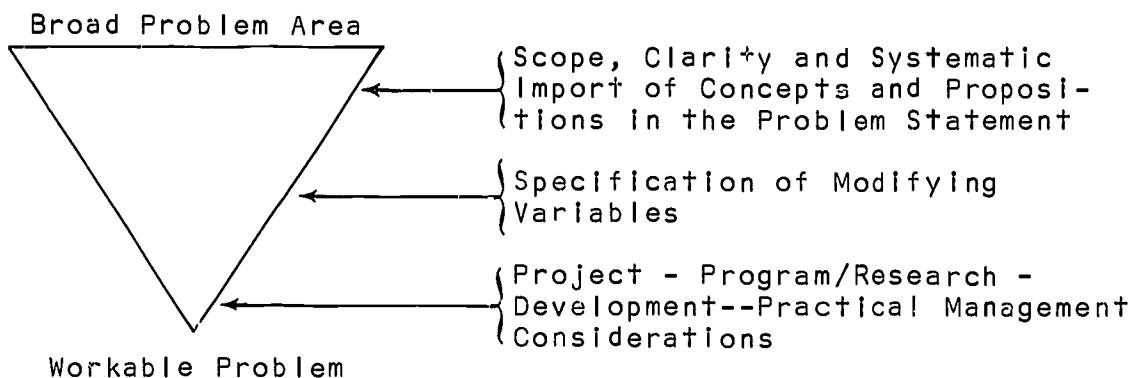 Broad Problem Area
Scope, Clarity and Systematic
Import of Concepts and Proposi-
tions in the Problem Statement
Specification of Modifying
Variables
Project - Program/Research -
Development--Practical Management
Considerations
Workable Problem